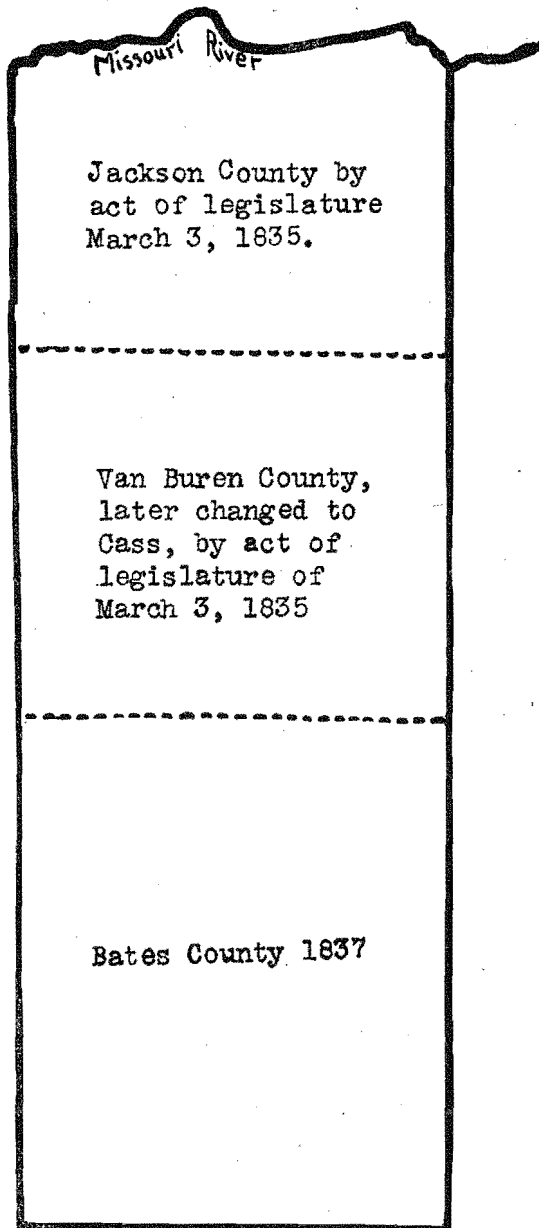 Missouri River
Jackson County by
act of legislature
March 3, 1835.
Van Buren County,
later changed to
Cass, by act of
legislature of
March 3, 1835
Bates County 1837